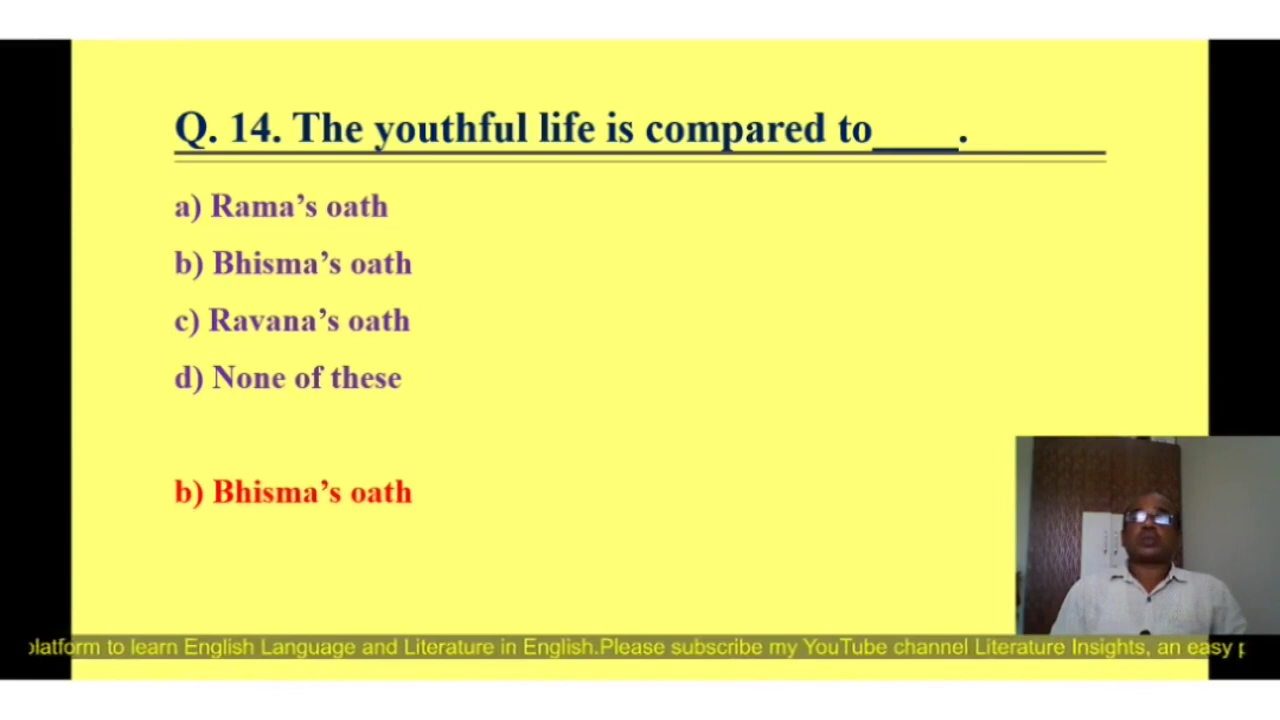 Q. 14. The youthful life is compared to____.
a) Rama’s oath
b) Bhisma’s oath
c) Ravana’s oath
d) None of these
b) Bhisma’s oath
platform to learn English Language and Literature in English.Please subscribe my YouTube channel Literature Insights, an easy p